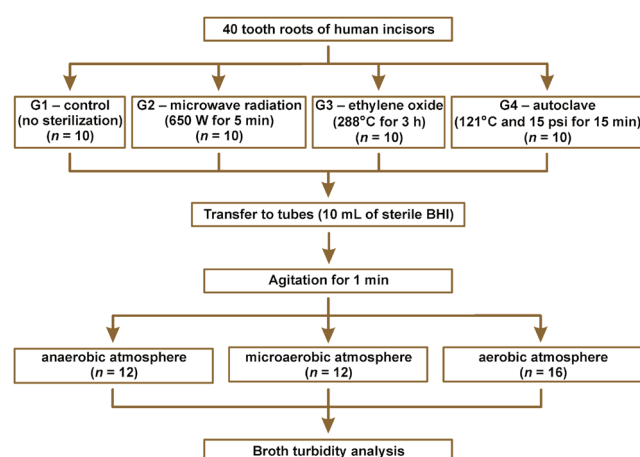 40 tooth roots of human incisors
G1 – control
(no sterilization)
(n = 10)
G2 – microwave radiation
(650 W for 5 min)
(n = 10)
G3 – ethylene oxide
(288°C for 3 h)
(n = 10)
G4 – autoclave
(121°C and 15 psi for 15 min)
(n = 10)
Transfer to tubes (10 mL of sterile BHI)
Agitation for 1 min
anaerobic atmosphere
(n = 12)
microaerobic atmosphere
(n = 12)
aerobic atmosphere
(n = 16)
Broth turbidity analysis